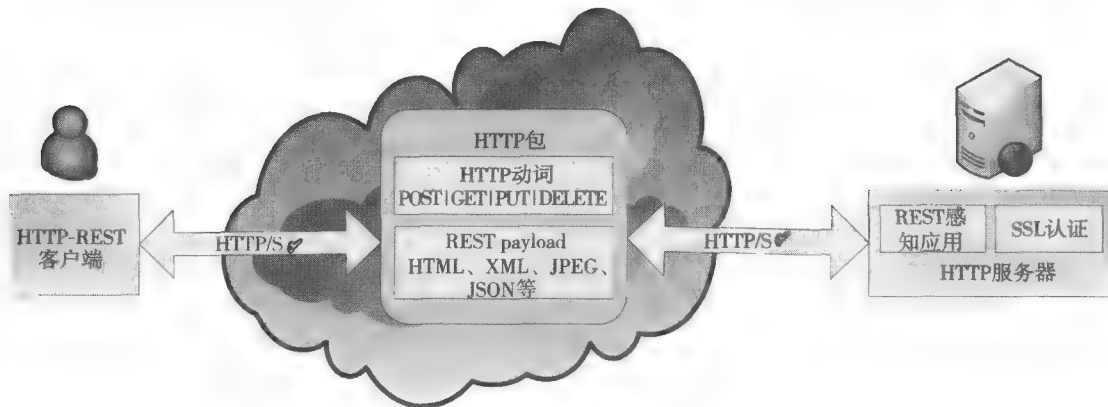 HTTP-REST
客户端
HTTP/S
HTTP包
HTTP动词
POST|GET|PUT|DELETE
REST payload
HTML、XML、JPEG、
JSON等
HTTP/S
REST感
知应用
SSL认证
HTTP服务器